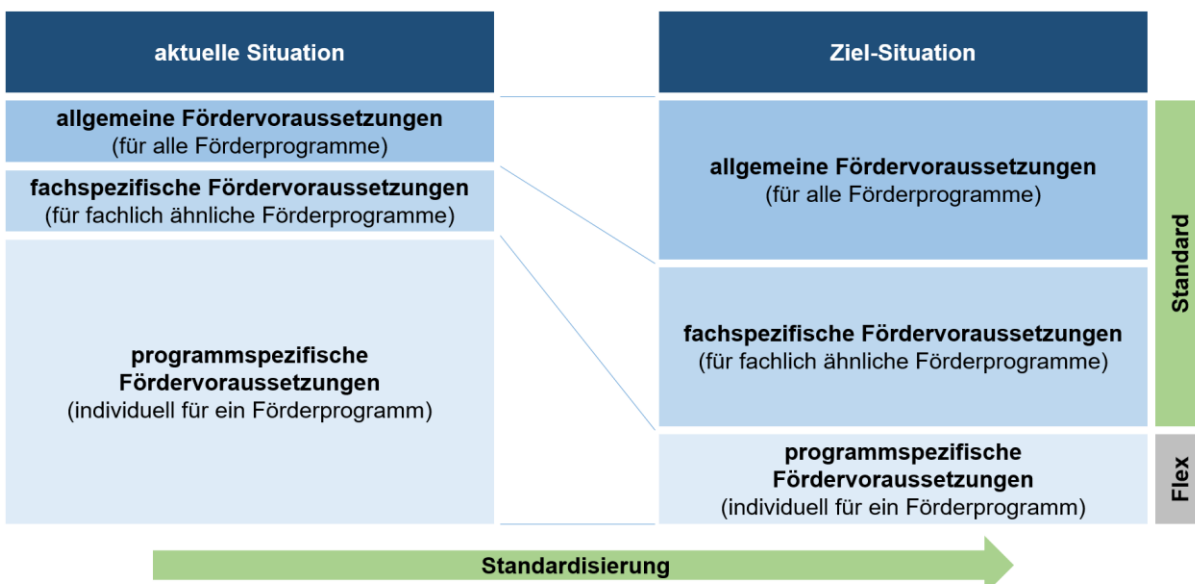 aktuelle Situation
allgemeine Fördervoraussetzungen
(für alle Förderprogramme)
fachspezifische Fördervoraussetzungen
(für fachlich ähnliche Förderprogramme)
programmspezifische
Fördervoraussetzungen
(individuell für ein Förderprogramm)
Ziel-Situation
allgemeine Fördervoraussetzungen
(für alle Förderprogramme)
fachspezifische Fördervoraussetzungen
(für fachlich ähnliche Förderprogramme)
programmspezifische
Fördervoraussetzungen
(individuell für ein Förderprogramm)
Standard
Flex
Standardisierung